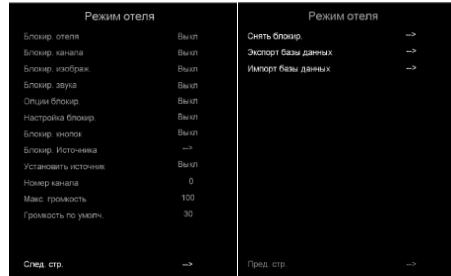 Режим отеля
Блокир. отеля Выкл
Блокир. канала Выкл
Блокир. изображ. Выкл
Блокир. звука Выкл
Опции блокир. Выкл
Настройка блокир. Выкл
Блокир. кнопок Выкл
Блокир. Источника -->
Установить источник Выкл
Номер канала 0
Макс. громкость 100
Громкость по умолч. 30
След. стр. -->
Режим отеля
Снять блокир. -->
Экспорт базы данных -->
Импорт базы данных -->
Пред. стр. -->